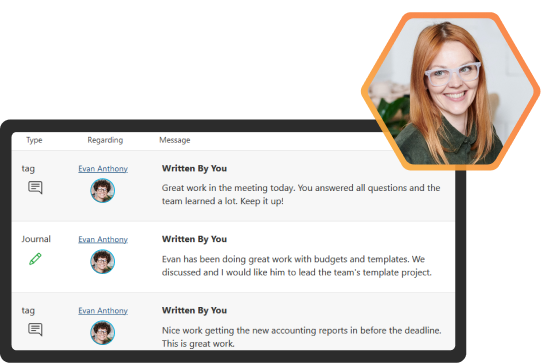 Type Regarding Message
tag Evan Anthony Written By You
Great work in the meeting today. You answered all questions and the
team learned a lot. Keep it up!
Journal Evan Anthony Written By You
Evan has been doing great work with budgets and templates. We
discussed and I would like him to lead the team's template project.
tag Evan Anthony Written By You
Nice work getting the new accounting reports in before the deadline.
This is great work.